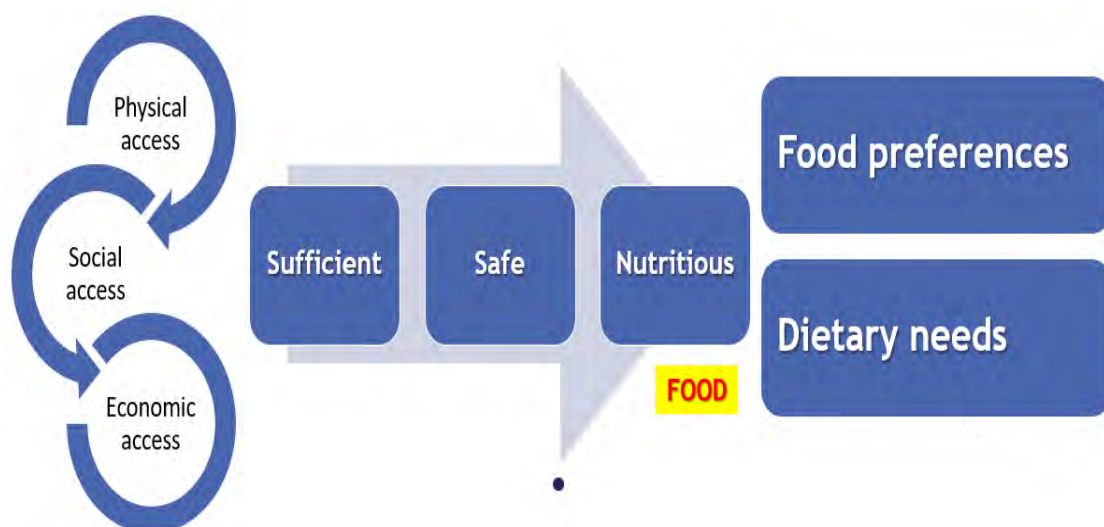 Physical
access
Social
access
Economic
access
Sufficient
Safe
Nutritious
FOOD
Food preferences
Dietary needs